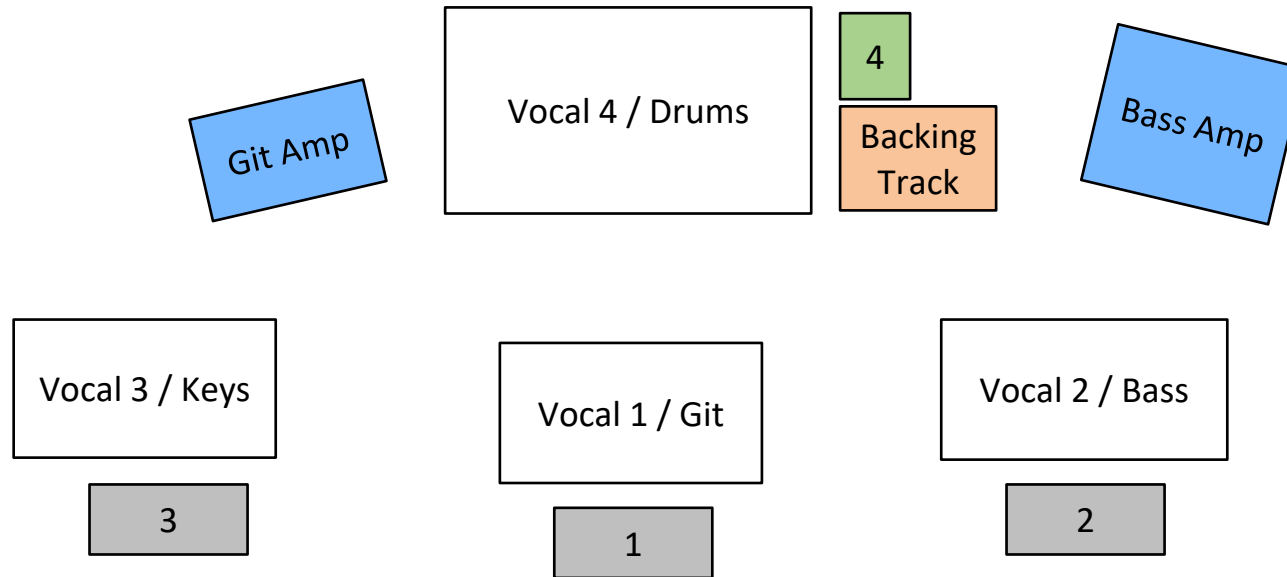 4
Vocal 4 / Drums
Bass Amp
Git Amp
Backing
Track
Vocal 3 / Keys
Vocal 1 / Git
Vocal 2 / Bass
3
1
2